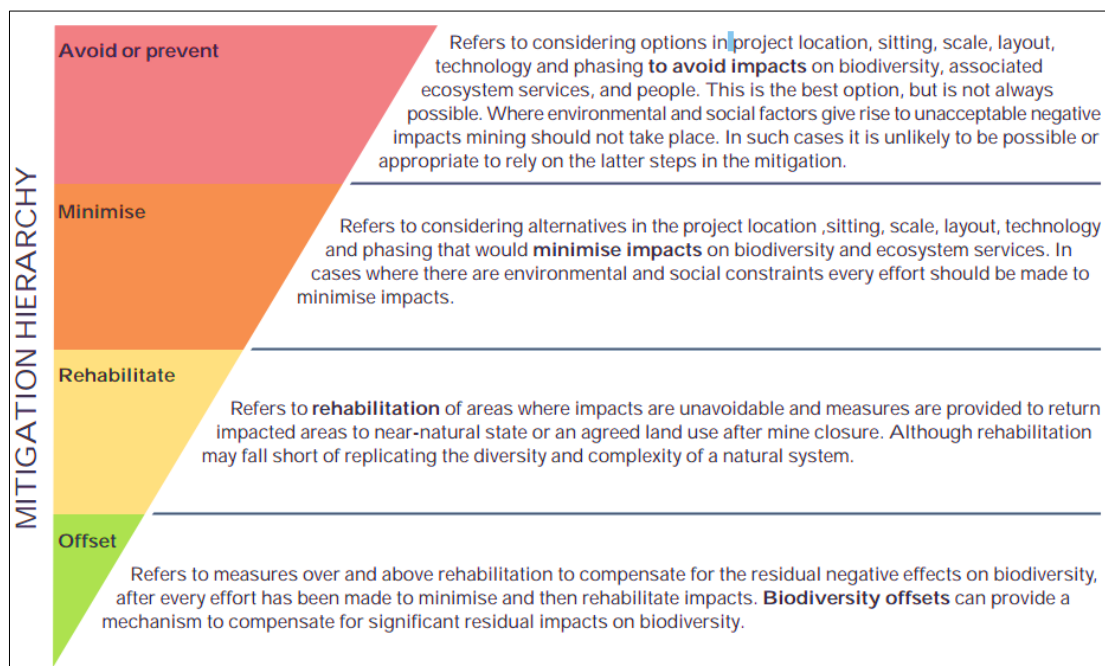 MITIGATION HIERARCHY
Avoid or prevent
Refers to considering options in project location, sitting, scale, layout,
technology and phasing to avoid impacts on biodiversity, associated
ecosystem services, and people. This is the best option, but is not always
possible. Where environmental and social factors give rise to unacceptable negative
impacts mining should not take place. In such cases it is unlikely to be possible or
appropriate to rely on the latter steps in the mitigation.
Minimise
Refers to considering alternatives in the project location ,sitting, scale, layout, technology
and phasing that would minimise impacts on biodiversity and ecosystem services. In
cases where there are environmental and social constraints every effort should be made to
minimise impacts.
Rehabilitate
Refers to rehabilitation of areas where impacts are unavoidable and measures are provided to return
impacted areas to near-natural state or an agreed land use after mine closure. Although rehabilitation
may fall short of replicating the diversity and complexity of a natural system.
Offset
Refers to measures over and above rehabilitation to compensate for the residual negative effects on biodiversity,
after every effort has been made to minimise and then rehabilitate impacts. Biodiversity offsets can provide a
mechanism to compensate for significant residual impacts on biodiversity.